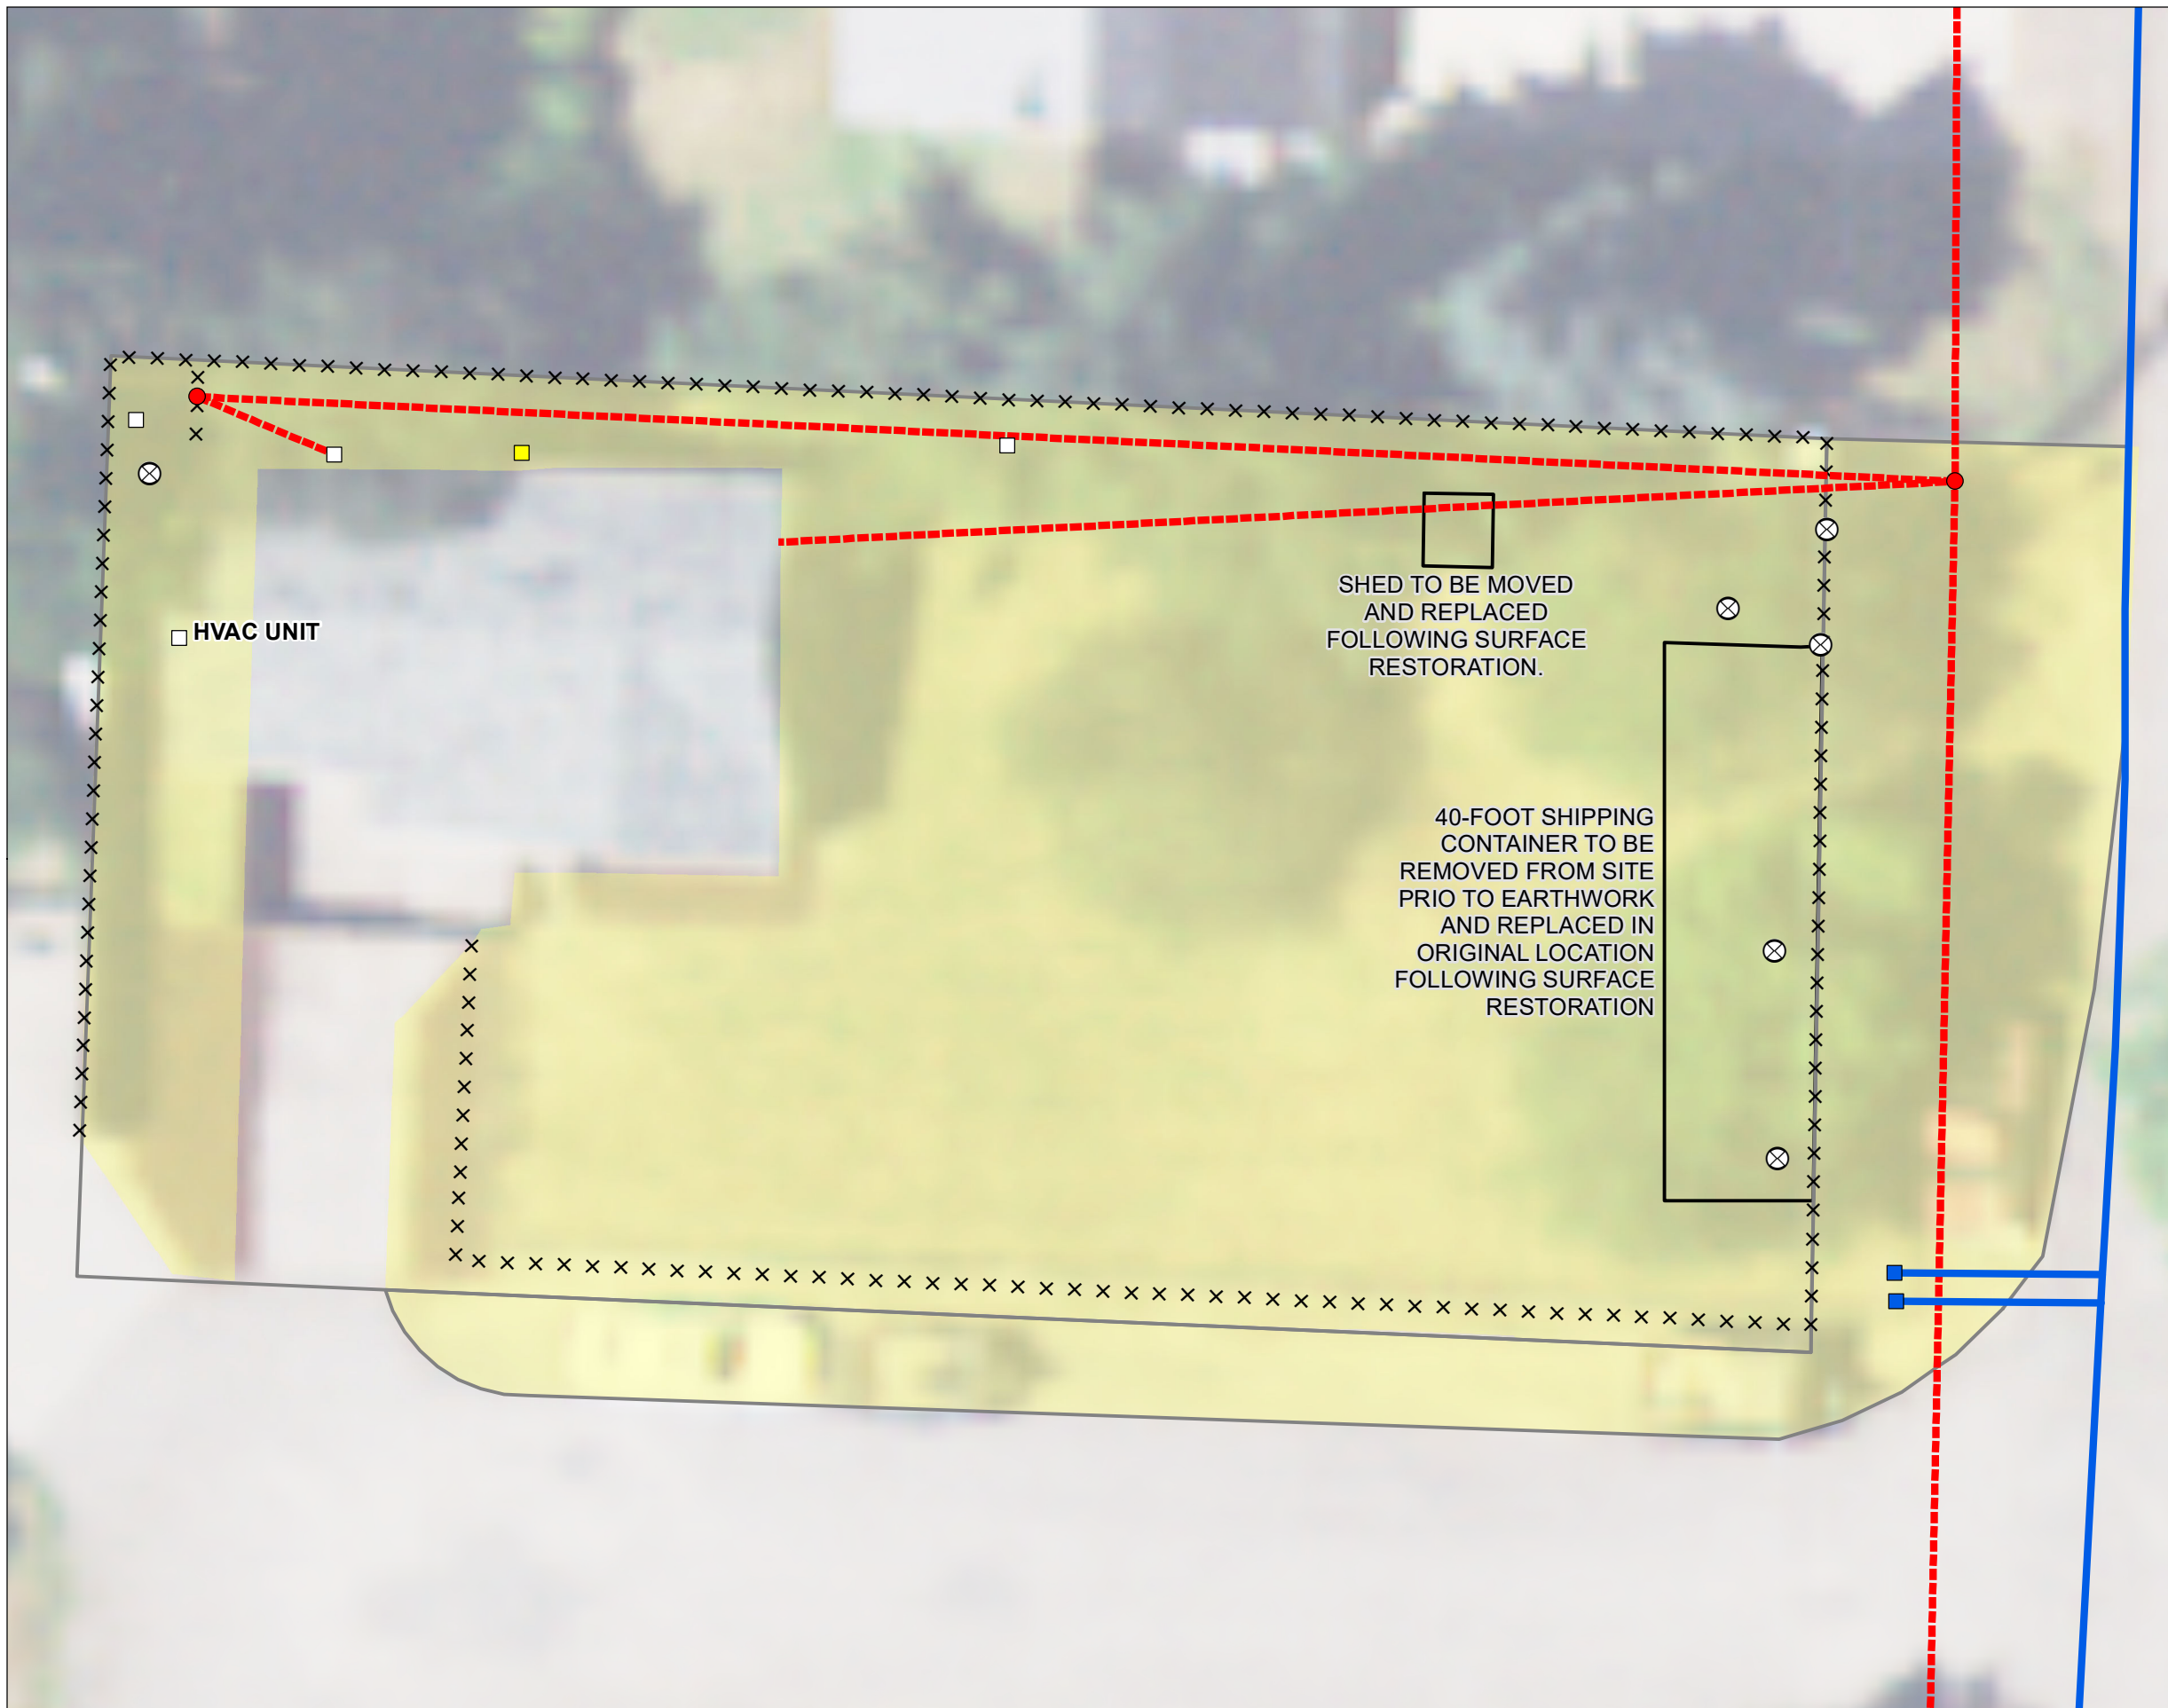 HVAC UNIT
SHED TO BE MOVED
AND REPLACED
FOLLOWING SURFACE
RESTORATION.
40-FOOT SHIPPING
CONTAINER TO BE
REMOVED FROM SITE
PRIO TO EARTHWORK
AND REPLACED IN
ORIGINAL LOCATION
FOLLOWING SURFACE
RESTORATION